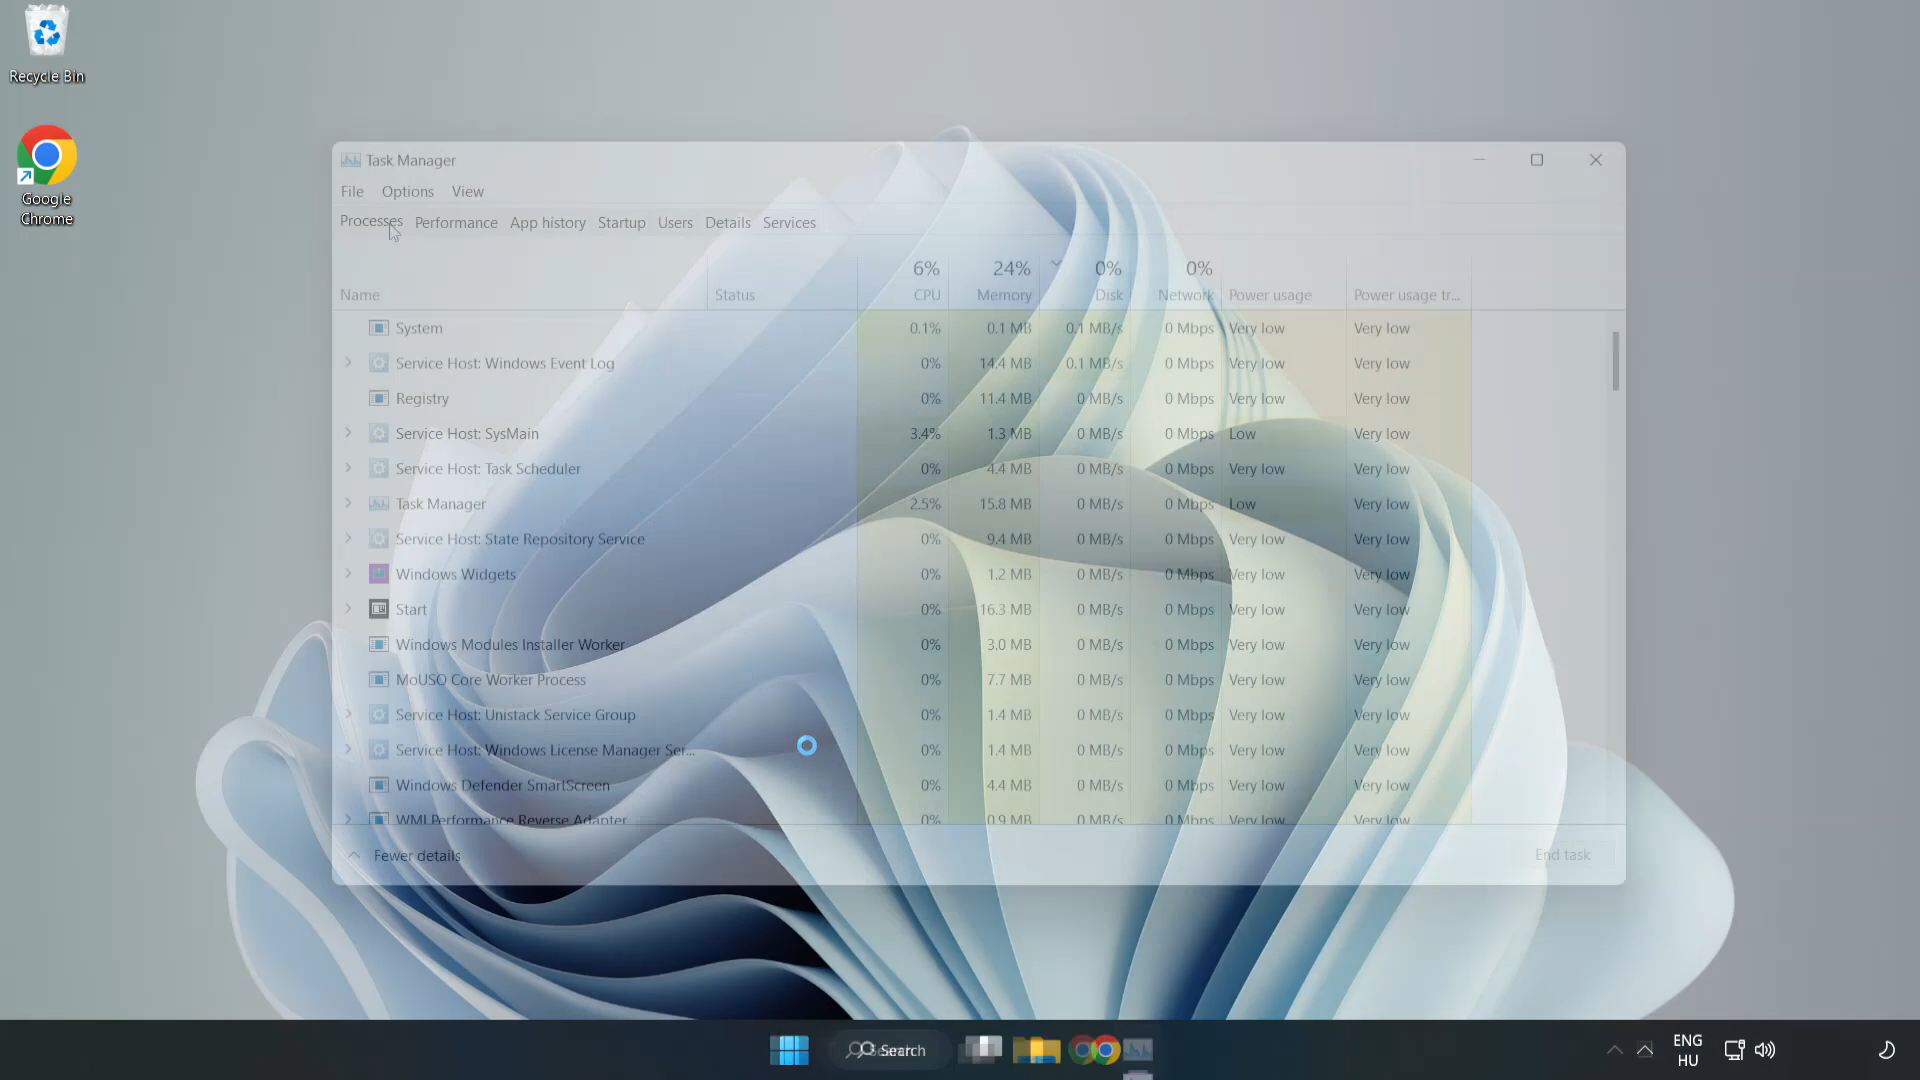 Recycle Bin
Google
Chrome
Task Manager
File Options View
Processes Performance App history Startup Users Details Services
6% 24% 0% 0%
Name Status CPU Memory Disk Network Power usage Power usage tr...
System 0.1% 0.1 MB 0.1 MB/s 0 Mbps Very low Very low
Service Host: Windows Event Log 0% 14.4 MB 0.1 MB/s 0 Mbps Very low Very low
Registry 0% 11.4 MB 0 MB/s 0 Mbps Very low Very low
Service Host: SysMain 3.4% 1.3 MB 0 MB/s 0 Mbps Low Very low
Service Host: Task Scheduler 0% 4.4 MB 0 MB/s 0 Mbps Very low Very low
Task Manager 2.5% 15.8 MB 0 MB/s 0 Mbps Low Very low
Service Host: State Repository Service 0% 9.4 MB 0 MB/s 0 Mbps Very low Very low
Windows Widgets 0% 1.2 MB 0 MB/s 0 Mbps Very low Very low
Start 0% 16.3 MB 0 MB/s 0 Mbps Very low Very low
Windows Modules Installer Worker 0% 3.0 MB 0 MB/s 0 Mbps Very low Very low
MoUSO Core Worker Process 0% 7.7 MB 0 MB/s 0 Mbps Very low Very low
Service Host: Unistack Service Group 0% 1.4 MB 0 MB/s 0 Mbps Very low Very low
Service Host: Windows License Manager Ser... 0% 1.4 MB 0 MB/s 0 Mbps Very low Very low
Windows Defender SmartScreen 0% 4.4 MB 0 MB/s 0 Mbps Very low Very low
WMI Performance Reverse Adapter 0% 0.9 MB 0 MB/s 0 Mbps Very low Very low
Fewer details End task
Search
ENG
HU